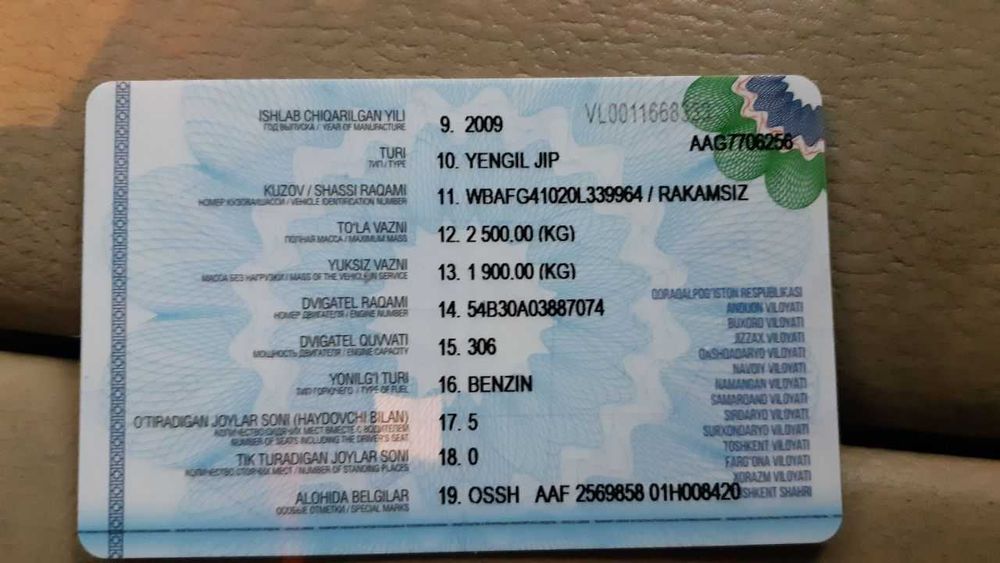 VL0011668333
AAG7706256
ISHLAB CHIQARILGAN YILI
ГОД ВЫПУСКА / YEAR OF MANUFACTURE
9. 2009
TURI
ТИП / TYPE
10. YENGIL JIP
KUZOV / SHASSI RAQAMI
НОМЕР КУЗОВА/ШАССИ / VEHICLE IDENTIFICATION NUMBER
11. WBAFG41020L339964 / RAKAMSIZ
TO'LA VAZNI
ПОЛНАЯ МАССА / MAXIMUM MASS
12. 2 500.00 (KG)
YUKSIZ VAZNI
МАССА БЕЗ НАГРУЗКИ / MASS OF THE VEHICLE IN SERVICE
13. 1 900.00 (KG)
DVIGATEL RAQAMI
НОМЕР ДВИГАТЕЛЯ / ENGINE NUMBER
14. 54B30A03887074
DVIGATEL QUVVATI
МОЩНОСТЬ ДВИГАТЕЛЯ / ENGINE CAPACITY
15. 306
YONILG'I TURI
ТИП ГОРЮЧЕГО / TYPE OF FUEL
16. BENZIN
O'TIRADIGAN JOYLAR SONI (HAYDOVCHI BILAN)
КОЛИЧЕСТВО СИДЯЧИХ МЕСТ ВМЕСТЕ С ВОДИТЕЛЕМ
NUMBER OF SEATS INCLUDING THE DRIVER'S SEAT
17. 5
TIK TURADIGAN JOYLAR SONI
КОЛИЧЕСТВО СТОЯЧИХ МЕСТ / NUMBER OF STANDING PLACES
18. 0
ALOHIDA BELGILAR
ОСОБЫЕ ОТМЕТКИ / SPECIAL MARKS
19. OSSH AAF 2569858 01H008420
QORAQALPOG'ISTON RESPUBLIKASI
ANDIJON VILOYATI
BUXORO VILOYATI
JIZZAX VILOYATI
QASHQADARYO VILOYATI
NAVOIY VILOYATI
NAMANGAN VILOYATI
SAMARQAND VILOYATI
SIRDARYO VILOYATI
SURXONDARYO VILOYATI
TOSHKENT VILOYATI
FARG'ONA VILOYATI
XORAZM VILOYATI
SHKENT SHAHRI